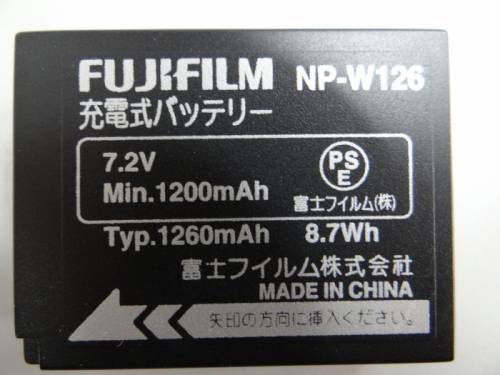 FUJIFILM NP-W126
充電式バッテリー
7.2V
Min.1200mAh
PS
E
富士フイルム(株)
Typ.1260mAh 8.7Wh
富士フイルム株式会社
MADE IN CHINA
矢印の方向に挿入ください。